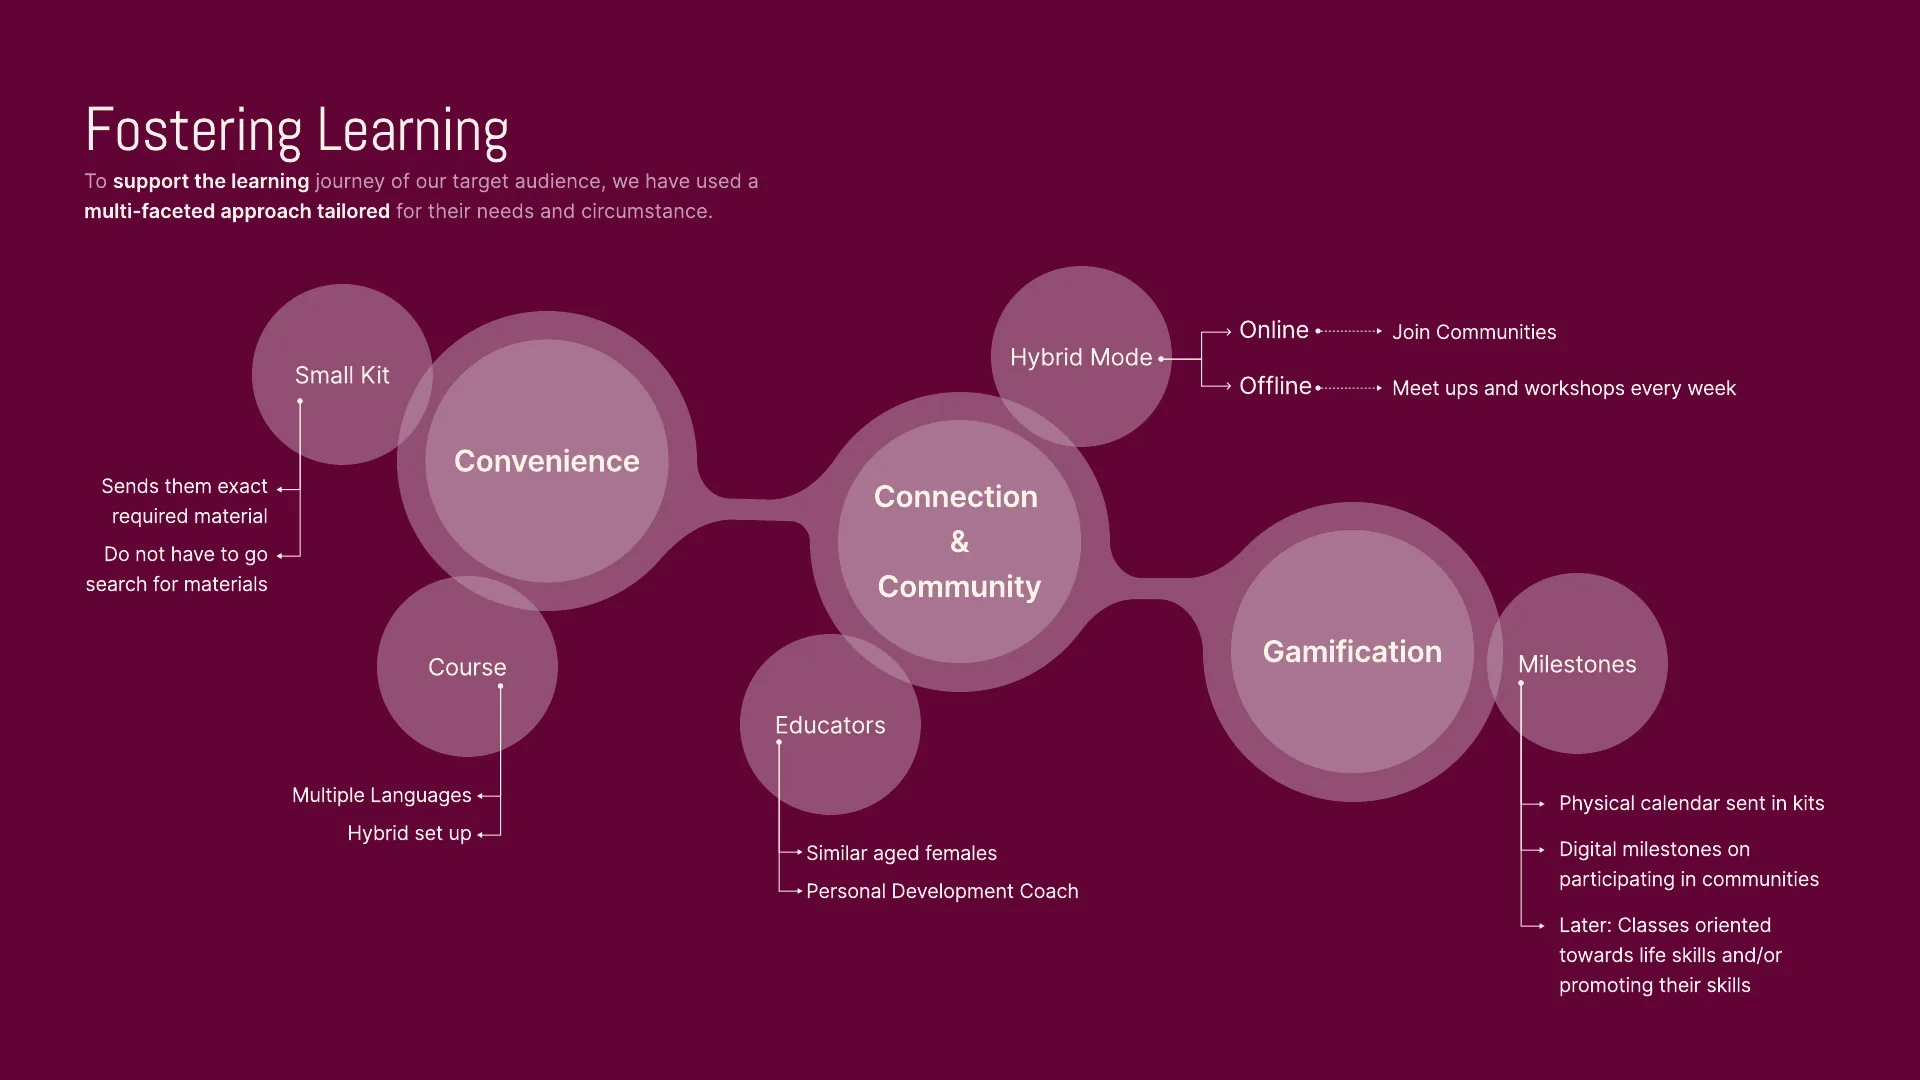 Fostering Learning
To support the learning journey of our target audience, we have used a
multi-faceted approach tailored for their needs and circumstance.
Small Kit
Sends them exact
required material
Do not have to go
search for materials
Convenience
Course
Multiple Languages
Hybrid set up
Connection
&
Community
Hybrid Mode
Online
Join Communities
Offline
Meet ups and workshops every week
Educators
Similar aged females
Personal Development Coach
Gamification
Milestones
Physical calendar sent in kits
Digital milestones on
participating in communities
Later: Classes oriented
towards life skills and/or
promoting their skills